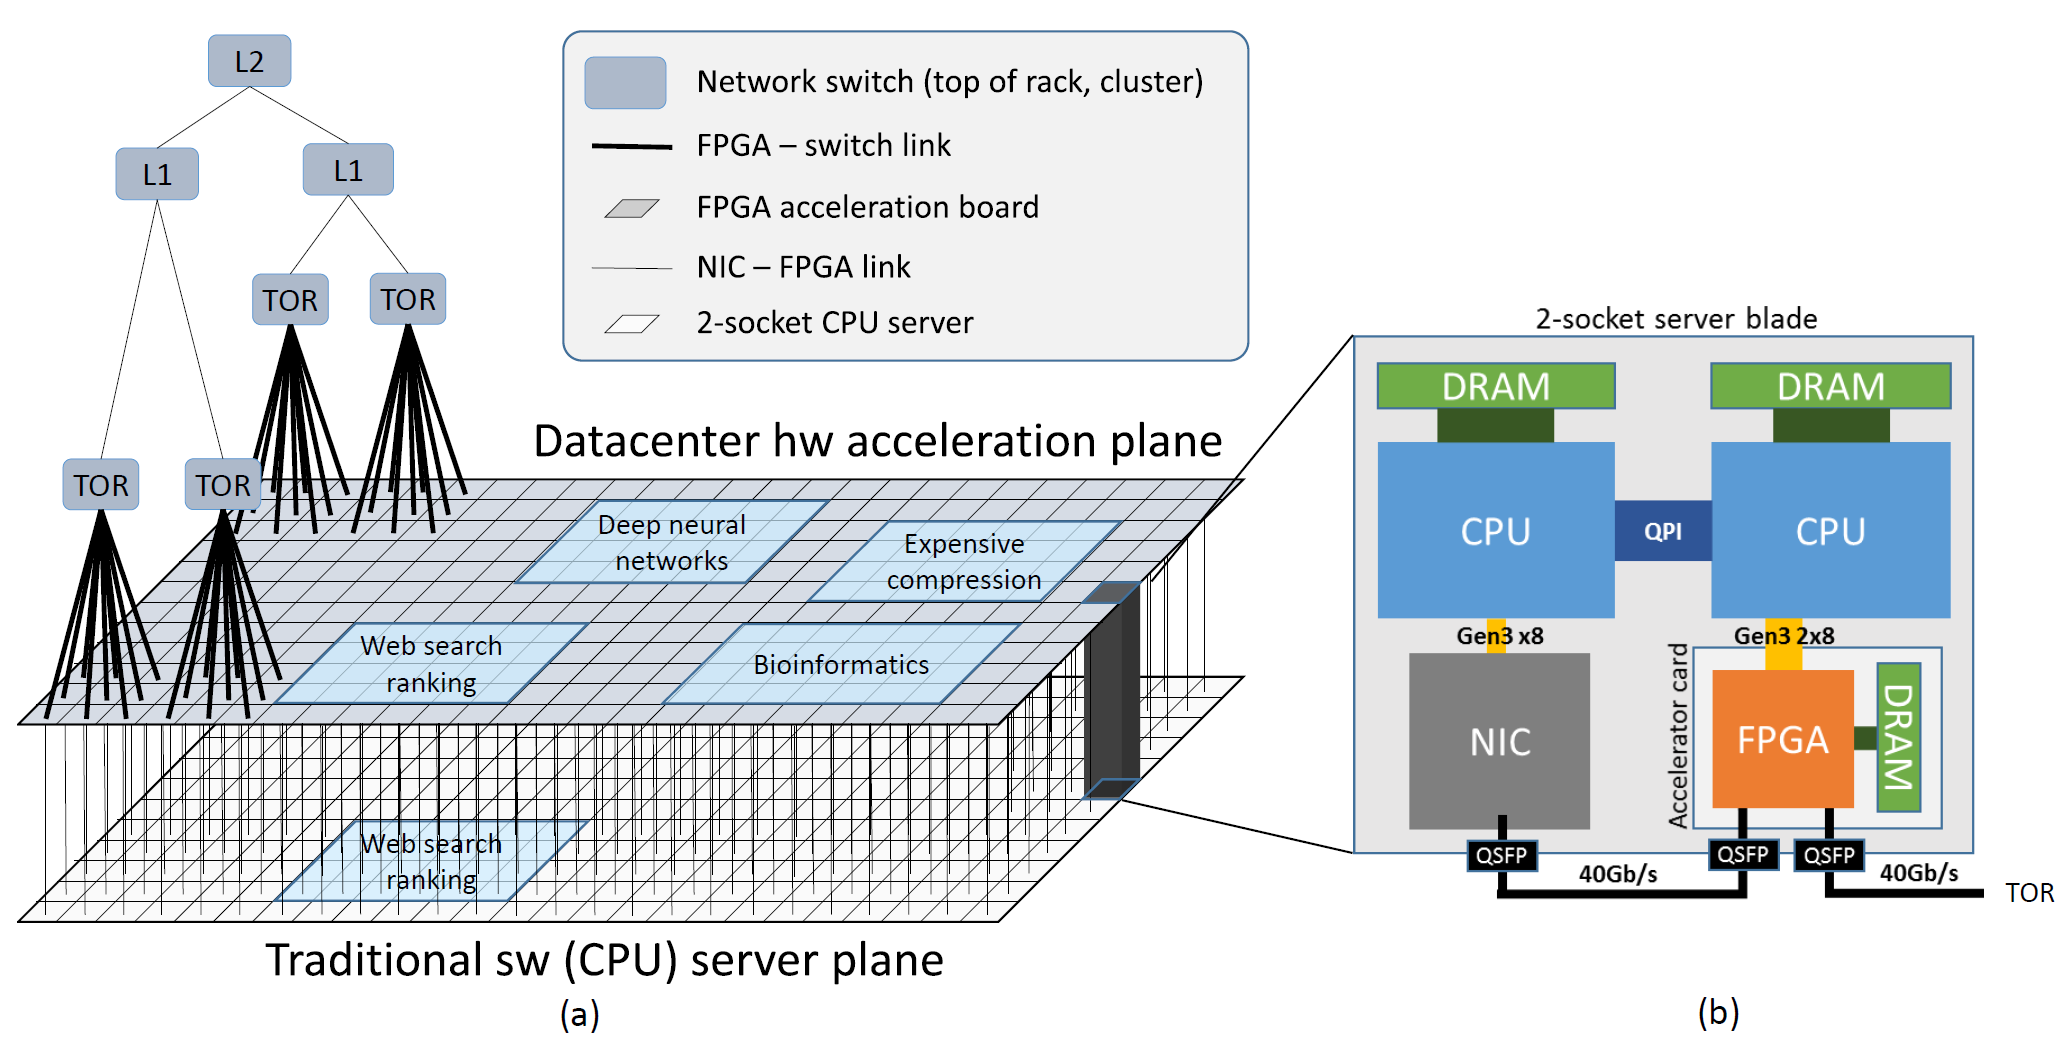 L2
L1
L1
TOR
TOR
TOR
TOR
Network switch (top of rack, cluster)
FPGA – switch link
FPGA acceleration board
NIC – FPGA link
2-socket CPU server
Datacenter hw acceleration plane
Deep neural
networks
Expensive
compression
Web search
ranking
Bioinformatics
Web search
ranking
Traditional sw (CPU) server plane
(a)
2-socket server blade
DRAM
DRAM
CPU
QPI
CPU
Gen3 x8
Gen3 2x8
NIC
Accelerator card
FPGA
DRAM
QSFP
QSFP
QSFP
40Gb/s
40Gb/s
TOR
(b)